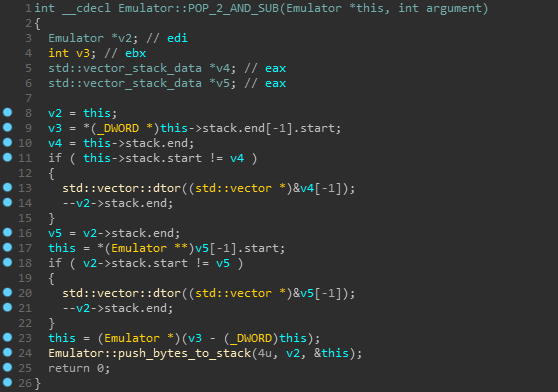 1 int __cdecl Emulator::POP_2_AND_SUB(Emulator *this, int argument)
2 {
3 Emulator *v2; // edi
4 int v3; // ebx
5 std::vector_stack_data *v4; // eax
6 std::vector_stack_data *v5; // eax
7
8 v2 = this;
9 v3 = *(_DWORD *)this->stack.end[-1].start;
10 v4 = this->stack.end;
11 if ( this->stack.start != v4 )
12 {
13 std::vector::dtor((std::vector *)&v4[-1]);
14 --v2->stack.end;
15 }
16 v5 = v2->stack.end;
17 this = *(Emulator **)v5[-1].start;
18 if ( v2->stack.start != v5 )
19 {
20 std::vector::dtor((std::vector *)&v5[-1]);
21 --v2->stack.end;
22 }
23 this = (Emulator *)(v3 - (_DWORD)this);
24 Emulator::push_bytes_to_stack(4u, v2, &this);
25 return 0;
26 }